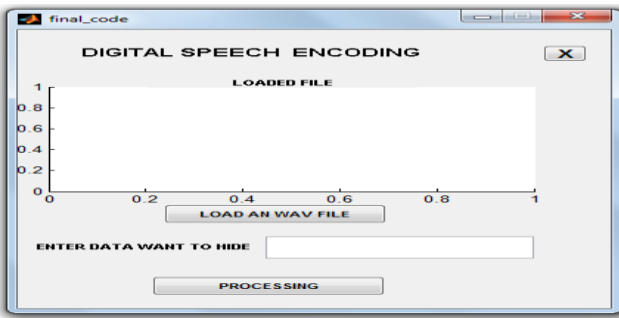 final_code
DIGITAL SPEECH ENCODING
X
LOADED FILE
1
0.8
0.6
0.4
0.2
0
0 0.2 0.4 0.6 0.8 1
LOAD AN WAV FILE
ENTER DATA WANT TO HIDE
PROCESSING